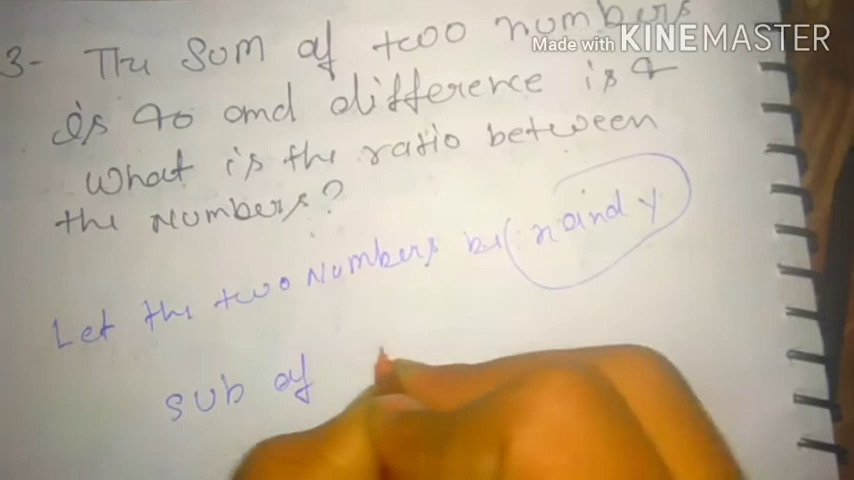 3- The sum of two numbers
is 40 and difference is 4
What is the ratio between
the Numbers?
Let the two Numbers be x and y
sub of
Made with KINEMASTER